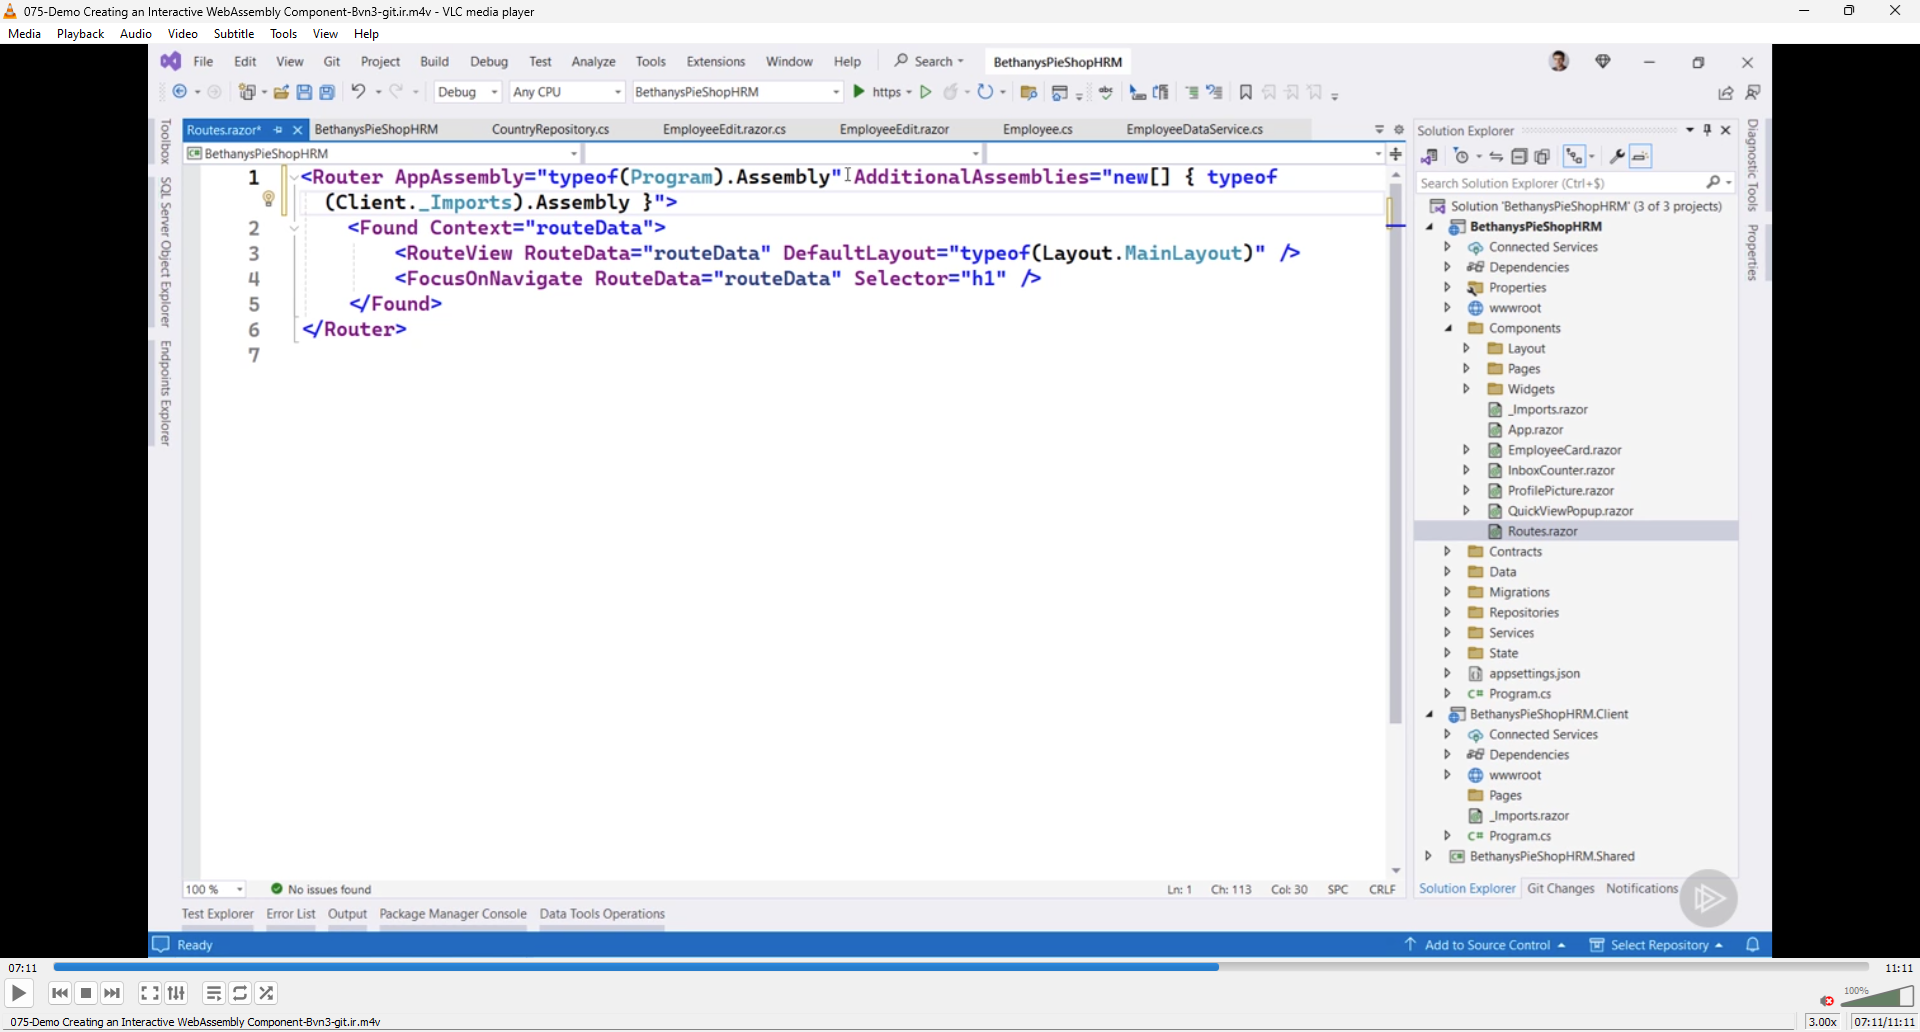 075-Demo Creating an Interactive WebAssembly Component-Bvn3-git.ir.m4v - VLC media player
Media Playback Audio Video Subtitle Tools View Help
File Edit View Git Project Build Debug Test Analyze Tools Extensions Window Help Search BethanysPieShopHRM
Debug Any CPU BethanysPieShopHRM https
Routes.razor* BethanysPieShopHRM CountryRepository.cs EmployeeEdit.razor.cs EmployeeEdit.razor Employee.cs EmployeeDataService.cs
BethanysPieShopHRM
1 <Router AppAssembly="typeof(Program).Assembly" AdditionalAssemblies="new[] { typeof
(Client._Imports).Assembly }">
2 <Found Context="routeData">
3 <RouteView RouteData="routeData" DefaultLayout="typeof(Layout.MainLayout)" />
4 <FocusOnNavigate RouteData="routeData" Selector="h1" />
5 </Found>
6 </Router>
7
Toolbox
SQL Server Object Explorer
Endpoints Explorer
Solution Explorer
Search Solution Explorer (Ctrl+$)
Solution 'BethanysPieShopHRM' (3 of 3 projects)
BethanysPieShopHRM
Connected Services
Dependencies
Properties
wwwroot
Components
Layout
Pages
Widgets
_Imports.razor
App.razor
EmployeeCard.razor
InboxCounter.razor
ProfilePicture.razor
QuickViewPopup.razor
Routes.razor
Contracts
Data
Migrations
Repositories
Services
State
appsettings.json
C# Program.cs
BethanysPieShopHRM.Client
Connected Services
Dependencies
wwwroot
Pages
_Imports.razor
C# Program.cs
BethanysPieShopHRM.Shared
Diagnostic Tools
Properties
100 % No issues found Ln: 1 Ch: 113 Col: 30 SPC CRLF
Solution Explorer Git Changes Notifications
Test Explorer Error List Output Package Manager Console Data Tools Operations
Ready Add to Source Control Select Repository
07:11 11:11
100%
075-Demo Creating an Interactive WebAssembly Component-Bvn3-git.ir.m4v 3.00x 07:11/11:11